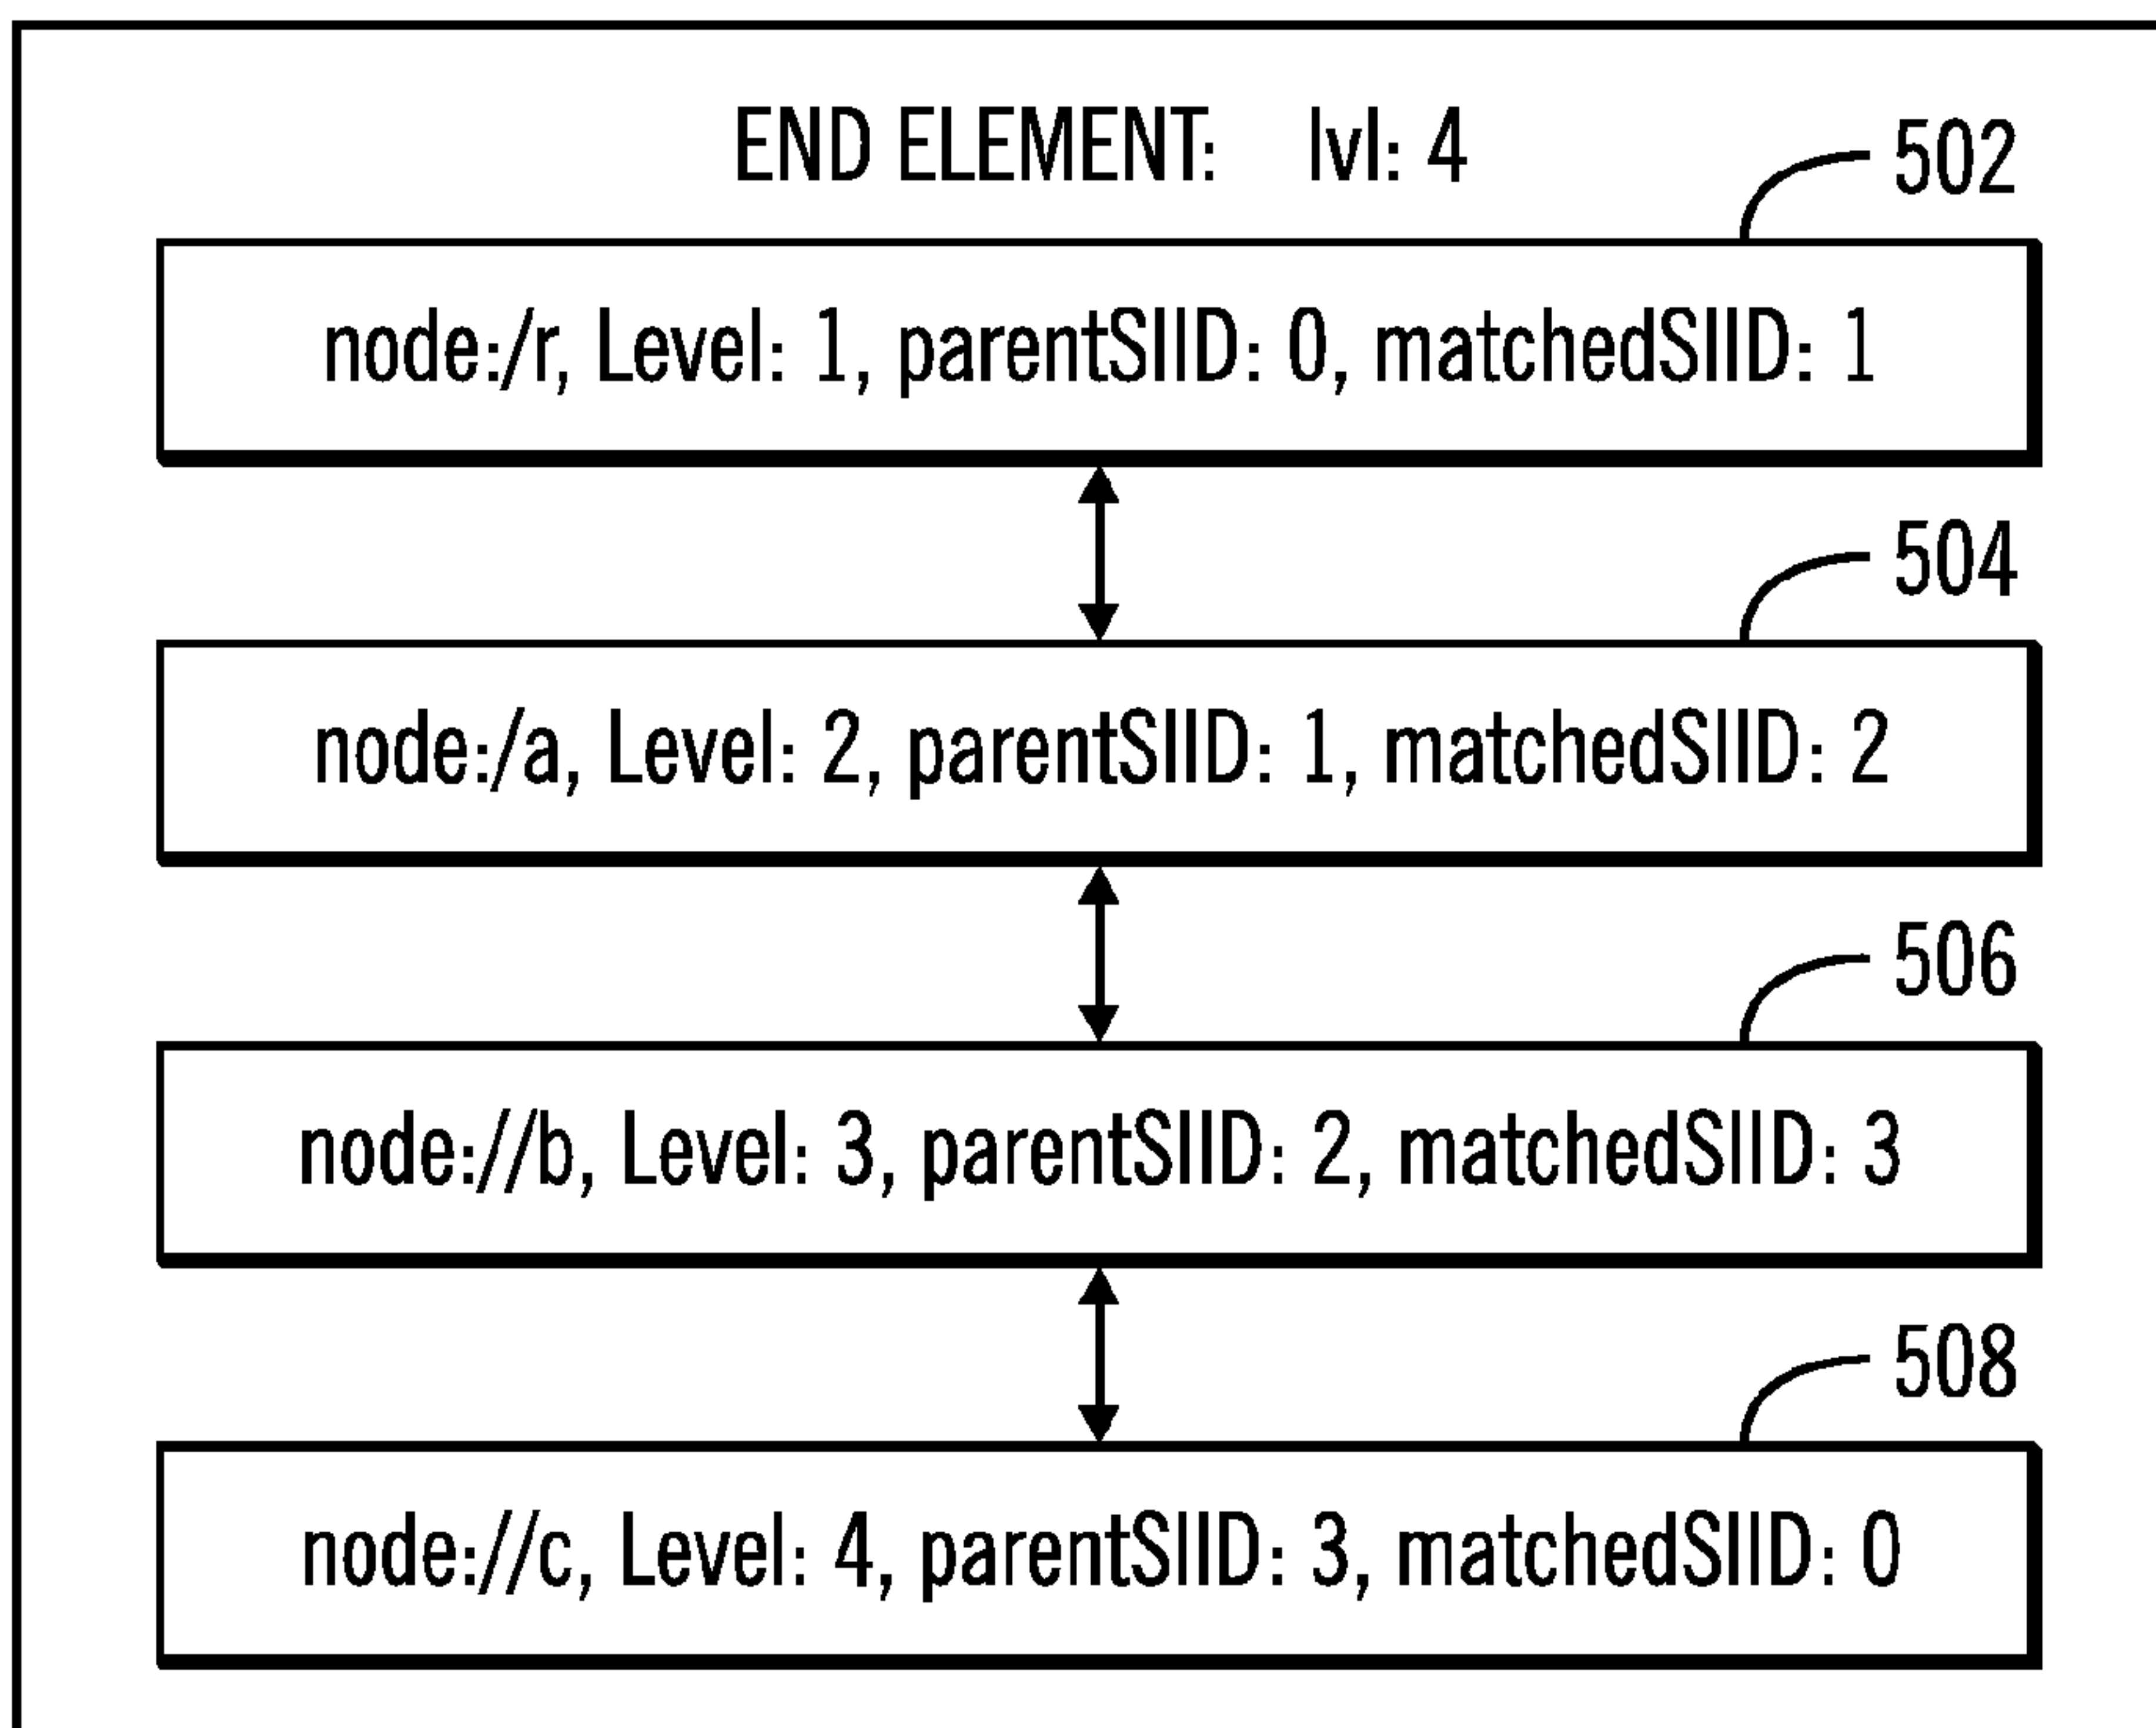 END ELEMENT: lvl: 4
502
node:/r, Level: 1, parentSIID: 0, matchedSIID: 1
504
node:/a, Level: 2, parentSIID: 1, matchedSIID: 2
506
node://b, Level: 3, parentSIID: 2, matchedSIID: 3
508
node://c, Level: 4, parentSIID: 3, matchedSIID: 0